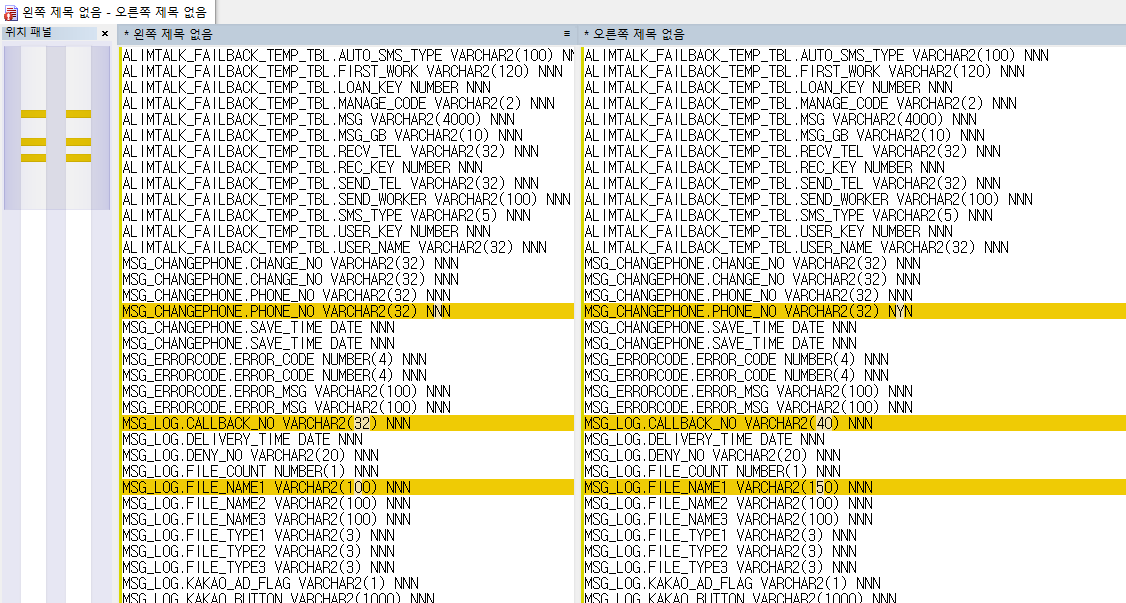 왼쪽 제목 없음 - 오른쪽 제목 없음
위치 패널 ×
* 왼쪽 제목 없음
ALIMTALK_FAILBACK_TEMP_TBL.AUTO_SMS_TYPE VARCHAR2(100) NN
ALIMTALK_FAILBACK_TEMP_TBL.FIRST_WORK VARCHAR2(120) NNN
ALIMTALK_FAILBACK_TEMP_TBL.LOAN_KEY NUMBER NNN
ALIMTALK_FAILBACK_TEMP_TBL.MANAGE_CODE VARCHAR2(2) NNN
ALIMTALK_FAILBACK_TEMP_TBL.MSG VARCHAR2(4000) NNN
ALIMTALK_FAILBACK_TEMP_TBL.MSG_GB VARCHAR2(10) NNN
ALIMTALK_FAILBACK_TEMP_TBL.RECV_TEL VARCHAR2(32) NNN
ALIMTALK_FAILBACK_TEMP_TBL.REC_KEY NUMBER NNN
ALIMTALK_FAILBACK_TEMP_TBL.SEND_TEL VARCHAR2(32) NNN
ALIMTALK_FAILBACK_TEMP_TBL.SEND_WORKER VARCHAR2(100) NNN
ALIMTALK_FAILBACK_TEMP_TBL.SMS_TYPE VARCHAR2(5) NNN
ALIMTALK_FAILBACK_TEMP_TBL.USER_KEY NUMBER NNN
ALIMTALK_FAILBACK_TEMP_TBL.USER_NAME VARCHAR2(32) NNN
MSG_CHANGEPHONE.CHANGE_NO VARCHAR2(32) NNN
MSG_CHANGEPHONE.CHANGE_NO VARCHAR2(32) NNN
MSG_CHANGEPHONE.PHONE_NO VARCHAR2(32) NNN
MSG_CHANGEPHONE.PHONE_NO VARCHAR2(32) NNN
MSG_CHANGEPHONE.SAVE_TIME DATE NNN
MSG_CHANGEPHONE.SAVE_TIME DATE NNN
MSG_ERRORCODE.ERROR_CODE NUMBER(4) NNN
MSG_ERRORCODE.ERROR_CODE NUMBER(4) NNN
MSG_ERRORCODE.ERROR_MSG VARCHAR2(100) NNN
MSG_ERRORCODE.ERROR_MSG VARCHAR2(100) NNN
MSG_LOG.CALLBACK_NO VARCHAR2(32) NNN
MSG_LOG.DELIVERY_TIME DATE NNN
MSG_LOG.DENY_NO VARCHAR2(20) NNN
MSG_LOG.FILE_COUNT NUMBER(1) NNN
MSG_LOG.FILE_NAME1 VARCHAR2(100) NNN
MSG_LOG.FILE_NAME2 VARCHAR2(100) NNN
MSG_LOG.FILE_NAME3 VARCHAR2(100) NNN
MSG_LOG.FILE_TYPE1 VARCHAR2(3) NNN
MSG_LOG.FILE_TYPE2 VARCHAR2(3) NNN
MSG_LOG.FILE_TYPE3 VARCHAR2(3) NNN
MSG_LOG.KAKAO_AD_FLAG VARCHAR2(1) NNN
MSG_LOG.KAKAO_BUTTON VARCHAR2(1000) NNN
* 오른쪽 제목 없음
ALIMTALK_FAILBACK_TEMP_TBL.AUTO_SMS_TYPE VARCHAR2(100) NNN
ALIMTALK_FAILBACK_TEMP_TBL.FIRST_WORK VARCHAR2(120) NNN
ALIMTALK_FAILBACK_TEMP_TBL.LOAN_KEY NUMBER NNN
ALIMTALK_FAILBACK_TEMP_TBL.MANAGE_CODE VARCHAR2(2) NNN
ALIMTALK_FAILBACK_TEMP_TBL.MSG VARCHAR2(4000) NNN
ALIMTALK_FAILBACK_TEMP_TBL.MSG_GB VARCHAR2(10) NNN
ALIMTALK_FAILBACK_TEMP_TBL.RECV_TEL VARCHAR2(32) NNN
ALIMTALK_FAILBACK_TEMP_TBL.REC_KEY NUMBER NNN
ALIMTALK_FAILBACK_TEMP_TBL.SEND_TEL VARCHAR2(32) NNN
ALIMTALK_FAILBACK_TEMP_TBL.SEND_WORKER VARCHAR2(100) NNN
ALIMTALK_FAILBACK_TEMP_TBL.SMS_TYPE VARCHAR2(5) NNN
ALIMTALK_FAILBACK_TEMP_TBL.USER_KEY NUMBER NNN
ALIMTALK_FAILBACK_TEMP_TBL.USER_NAME VARCHAR2(32) NNN
MSG_CHANGEPHONE.CHANGE_NO VARCHAR2(32) NNN
MSG_CHANGEPHONE.CHANGE_NO VARCHAR2(32) NNN
MSG_CHANGEPHONE.PHONE_NO VARCHAR2(32) NNN
MSG_CHANGEPHONE.PHONE_NO VARCHAR2(32) NYN
MSG_CHANGEPHONE.SAVE_TIME DATE NNN
MSG_CHANGEPHONE.SAVE_TIME DATE NNN
MSG_ERRORCODE.ERROR_CODE NUMBER(4) NNN
MSG_ERRORCODE.ERROR_CODE NUMBER(4) NNN
MSG_ERRORCODE.ERROR_MSG VARCHAR2(100) NNN
MSG_ERRORCODE.ERROR_MSG VARCHAR2(100) NNN
MSG_LOG.CALLBACK_NO VARCHAR2(40) NNN
MSG_LOG.DELIVERY_TIME DATE NNN
MSG_LOG.DENY_NO VARCHAR2(20) NNN
MSG_LOG.FILE_COUNT NUMBER(1) NNN
MSG_LOG.FILE_NAME1 VARCHAR2(150) NNN
MSG_LOG.FILE_NAME2 VARCHAR2(100) NNN
MSG_LOG.FILE_NAME3 VARCHAR2(100) NNN
MSG_LOG.FILE_TYPE1 VARCHAR2(3) NNN
MSG_LOG.FILE_TYPE2 VARCHAR2(3) NNN
MSG_LOG.FILE_TYPE3 VARCHAR2(3) NNN
MSG_LOG.KAKAO_AD_FLAG VARCHAR2(1) NNN
MSG_LOG.KAKAO_BUTTON VARCHAR2(1000) NNN